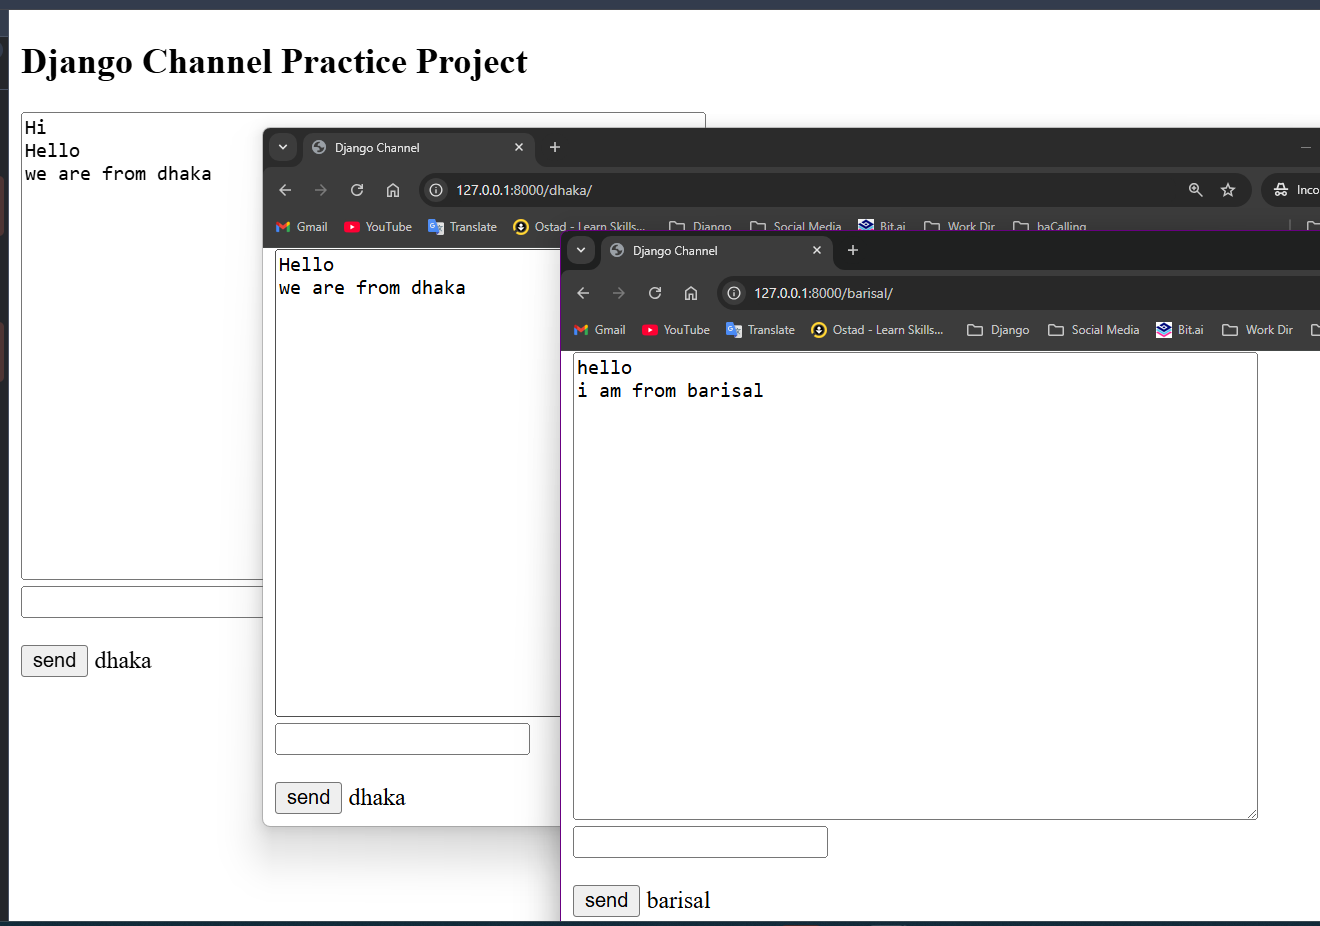 Django Channel Practice Project
Hi
Hello
we are from dhaka
send dhaka
Django Channel
127.0.0.1:8000/dhaka/
Inco
Gmail YouTube Translate Ostad - Learn Skills... Django Social Media Bit.ai Work Dir baCalling
Hello
we are from dhaka
send dhaka
Django Channel
127.0.0.1:8000/barisal/
Gmail YouTube Translate Ostad - Learn Skills... Django Social Media Bit.ai Work Dir
hello
i am from barisal
send barisal